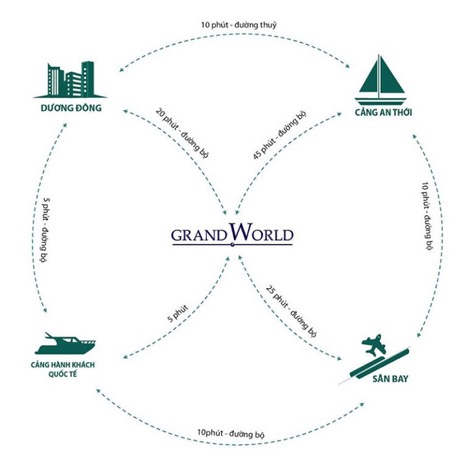 10 phút - đường thuỷ
DƯƠNG ĐÔNG
CẢNG AN THỚI
20 phút - đường bộ
45 phút - đường bộ
5 phút - đường bộ
10 phút - đường bộ
GRAND WORLD
5 phút
25 phút - đường bộ
CẢNG HÀNH KHÁCH
QUỐC TẾ
SÂN BAY
10phút - đường bộ